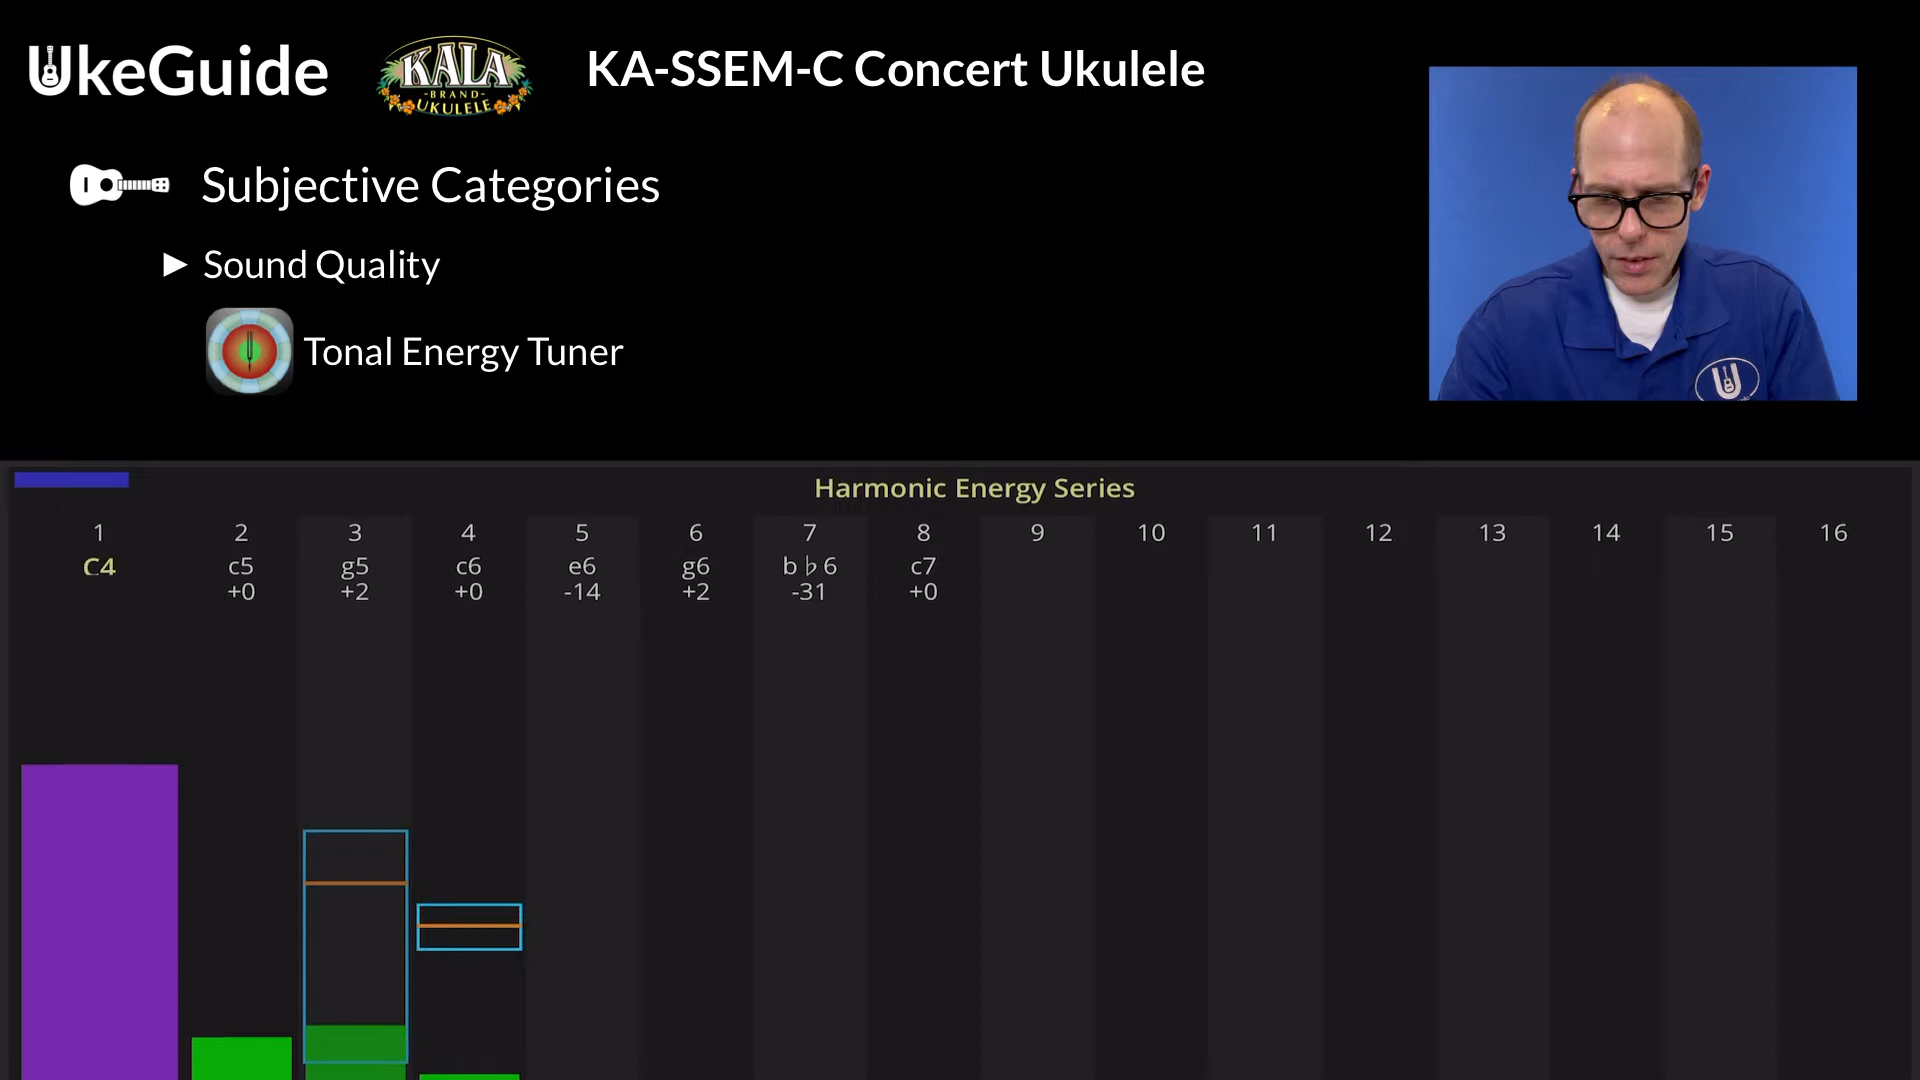 UkeGuide
KALA
-BRAND-
UKULELE
KA-SSEM-C Concert Ukulele
Subjective Categories
► Sound Quality
Tonal Energy Tuner
U
Harmonic Energy Series
1 2 3 4 5 6 7 8 9 10 11 12 13 14 15 16
C4 c5 g5 c6 e6 g6 b♭6 c7
+0 +2 +0 -14 +2 -31 +0